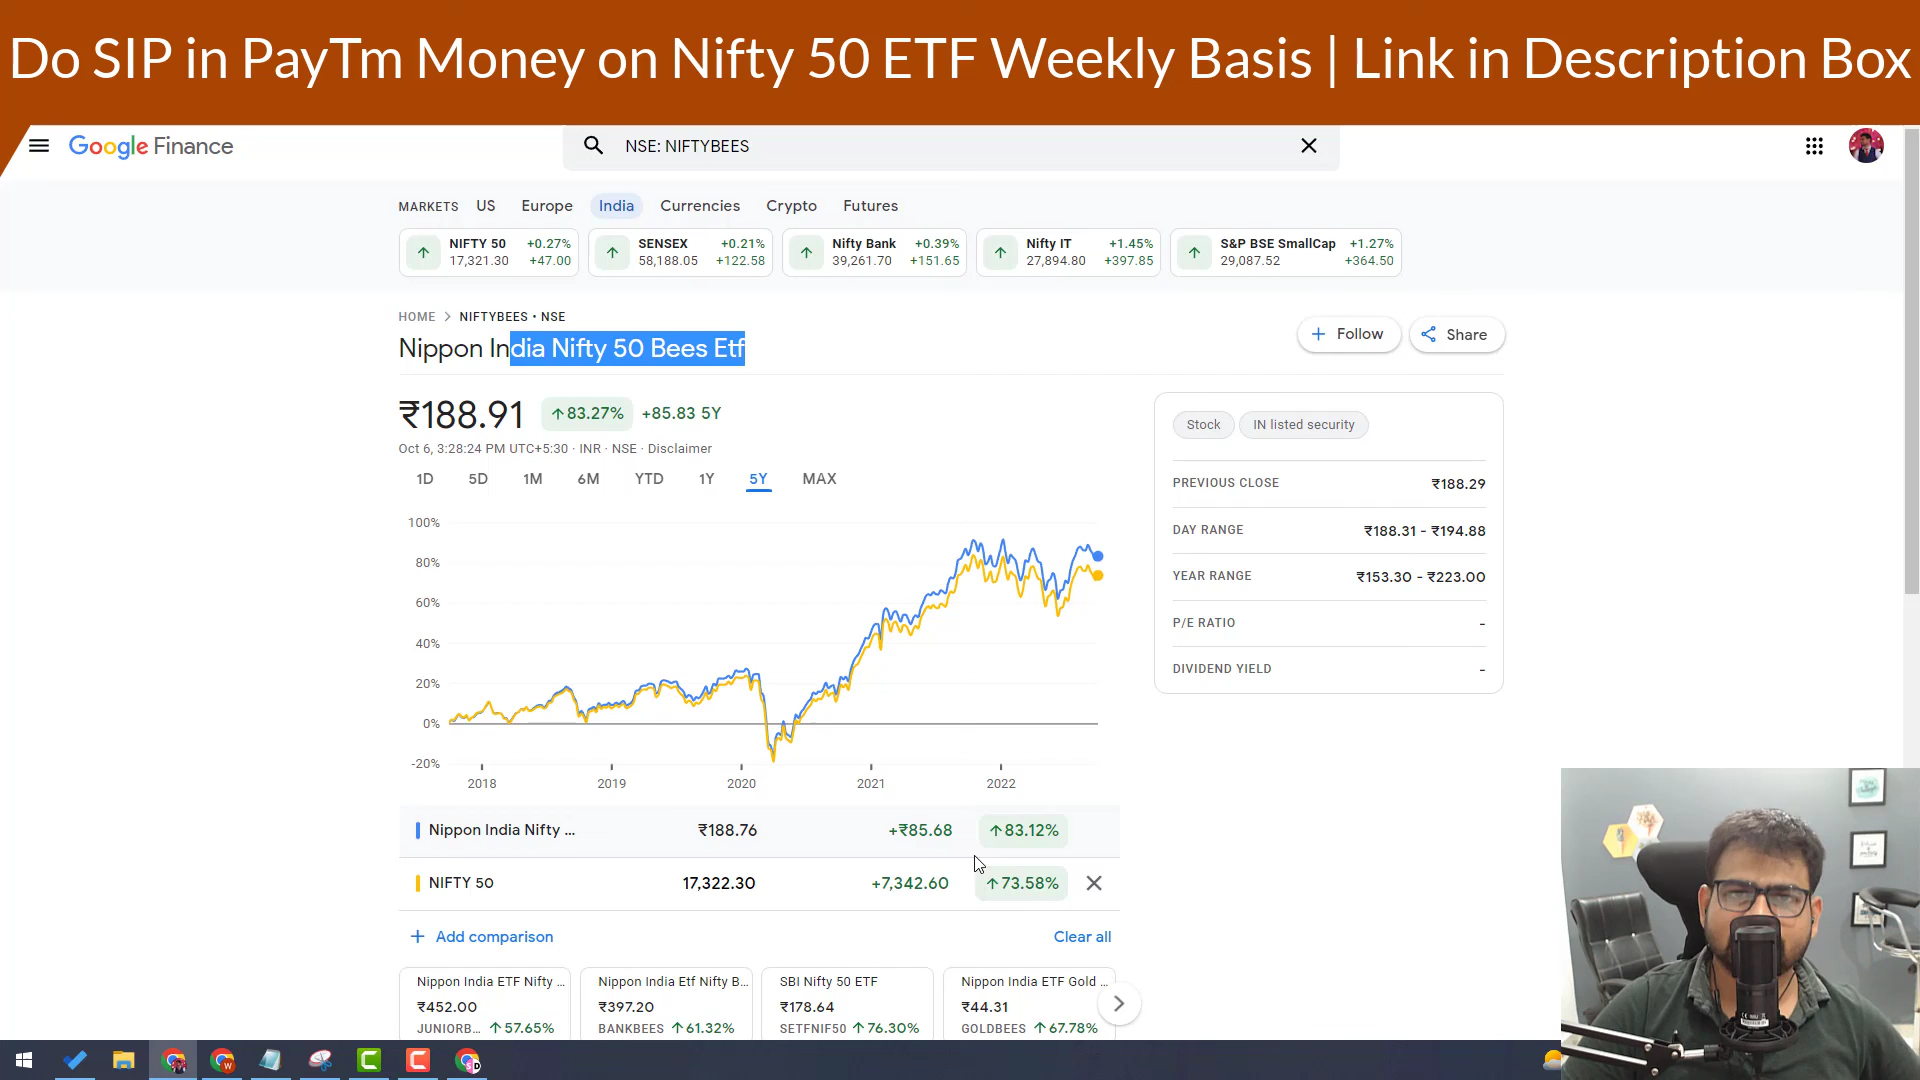 Do SIP in PayTm Money on Nifty 50 ETF Weekly Basis | Link in Description Box
Google Finance
NSE: NIFTYBEES
MARKETS US Europe India Currencies Crypto Futures
NIFTY 50 +0.27%
17,321.30 +47.00
SENSEX +0.21%
58,188.05 +122.58
Nifty Bank +0.39%
39,261.70 +151.65
Nifty IT +1.45%
27,894.80 +397.85
S&P BSE SmallCap +1.27%
29,087.52 +364.50
HOME > NIFTYBEES • NSE
Nippon India Nifty 50 Bees Etf
+ Follow
Share
₹188.91 ↑83.27% +85.83 5Y
Oct 6, 3:28:24 PM UTC+5:30 · INR · NSE · Disclaimer
1D 5D 1M 6M YTD 1Y 5Y MAX
100%
80%
60%
40%
20%
0%
-20%
2018 2019 2020 2021 2022
Stock IN listed security
PREVIOUS CLOSE ₹188.29
DAY RANGE ₹188.31 - ₹194.88
YEAR RANGE ₹153.30 - ₹223.00
P/E RATIO -
DIVIDEND YIELD -
Nippon India Nifty ... ₹188.76 +₹85.68 ↑83.12%
NIFTY 50 17,322.30 +7,342.60 ↑73.58%
+ Add comparison Clear all
Nippon India ETF Nifty ...
₹452.00
JUNIORB... ↑57.65%
Nippon India Etf Nifty B...
₹397.20
BANKBEES ↑61.32%
SBI Nifty 50 ETF
₹178.64
SETFNIF50 ↑76.30%
Nippon India ETF Gold ...
₹44.31
GOLDBEES ↑67.78%